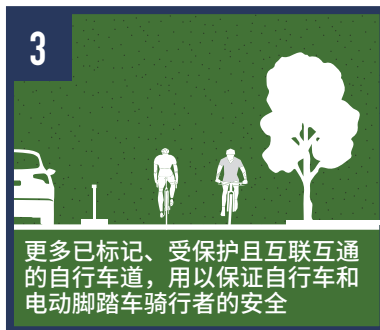 3
更多已标记、受保护且互联互通
的自行车道，用以保证自行车和
电动脚踏车骑行者的安全